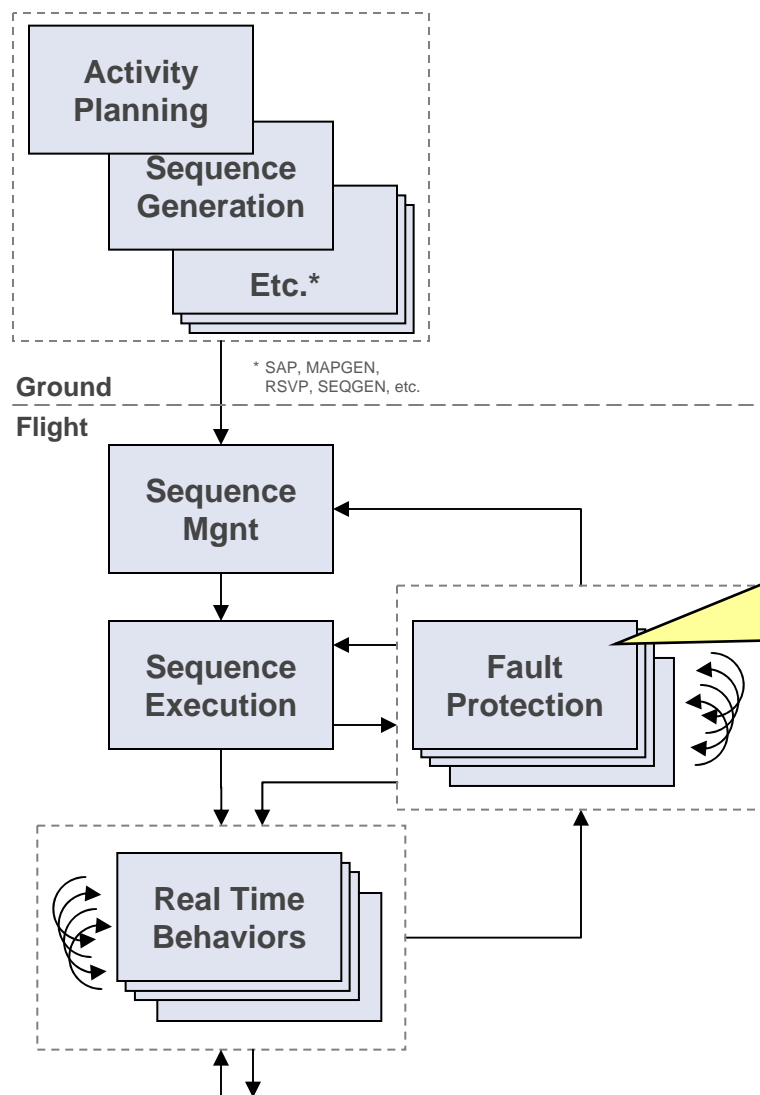 Activity
Planning
Sequence
Generation
Etc.*
* SAP, MAPGEN,
RSVP, SEQGEN, etc.
Ground
Flight
Sequence
Mgnt
Sequence
Execution
Fault
Protection
Real Time
Behaviors